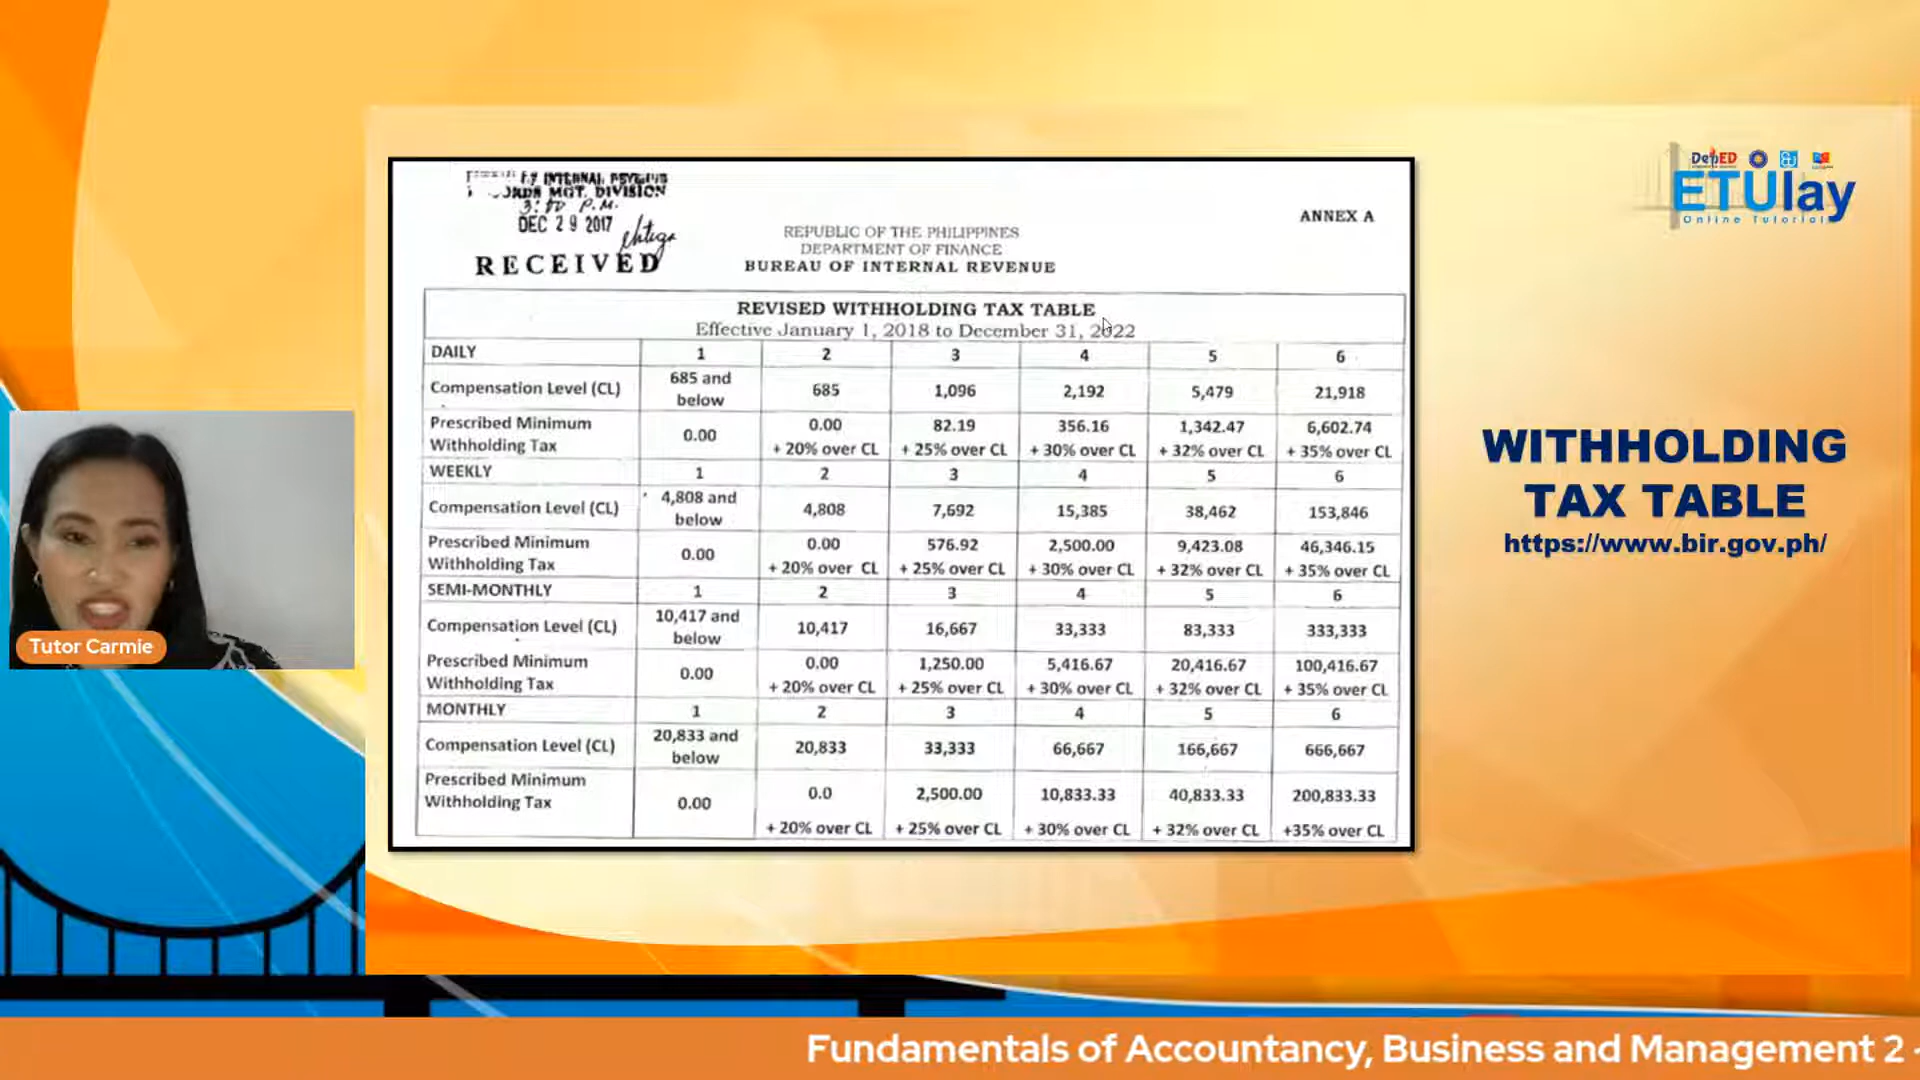 INTERNAL REVENUE
RECORDS MGT. DIVISION
3:00 P.M.
DEC 29 2017
RECEIVED
ANNEX A
REPUBLIC OF THE PHILIPPINES
DEPARTMENT OF FINANCE
BUREAU OF INTERNAL REVENUE
REVISED WITHHOLDING TAX TABLE
Effective January 1, 2018 to December 31, 2022
DAILY 1 2 3 4 5 6
Compensation Level (CL) 685 and below 685 1,096 2,192 5,479 21,918
Prescribed Minimum Withholding Tax 0.00 0.00 + 20% over CL 82.19 + 25% over CL 356.16 + 30% over CL 1,342.47 + 32% over CL 6,602.74 + 35% over CL
WEEKLY 1 2 3 4 5 6
Compensation Level (CL) 4,808 and below 4,808 7,692 15,385 38,462 153,846
Prescribed Minimum Withholding Tax 0.00 0.00 + 20% over CL 576.92 + 25% over CL 2,500.00 + 30% over CL 9,423.08 + 32% over CL 46,346.15 + 35% over CL
SEMI-MONTHLY 1 2 3 4 5 6
Compensation Level (CL) 10,417 and below 10,417 16,667 33,333 83,333 333,333
Prescribed Minimum Withholding Tax 0.00 0.00 + 20% over CL 1,250.00 + 25% over CL 5,416.67 + 30% over CL 20,416.67 + 32% over CL 100,416.67 + 35% over CL
MONTHLY 1 2 3 4 5 6
Compensation Level (CL) 20,833 and below 20,833 33,333 66,667 166,667 666,667
Prescribed Minimum Withholding Tax 0.00 0.0 + 20% over CL 2,500.00 + 25% over CL 10,833.33 + 30% over CL 40,833.33 + 32% over CL 200,833.33 +35% over CL
DepED
ETUlay
Online Tutorial
WITHHOLDING
TAX TABLE
https://www.bir.gov.ph/
Tutor Carmie
Fundamentals of Accountancy, Business and Management 2 -